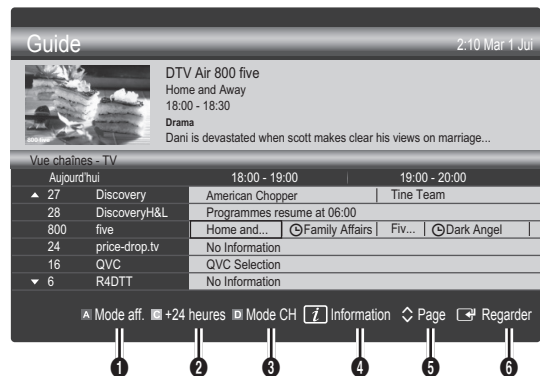 Guide
2:10 Mar 1 Jui
DTV Air 800 five
Home and Away
18:00 - 18:30
Drama
Dani is devastated when scott makes clear his views on marriage...
Vue chaînes - TV
Aujourd'hui 18:00 - 19:00 19:00 - 20:00
▲ 27 Discovery American Chopper Tine Team
28 DiscoveryH&L Programmes resume at 06:00
800 five Home and... Family Affairs Fiv... Dark Angel
24 price-drop.tv No Information
16 QVC QVC Selection
▼ 6 R4DTT No Information
A Mode aff. C +24 heures D Mode CH i Information Page Regarder
1 2 3 4 5 6